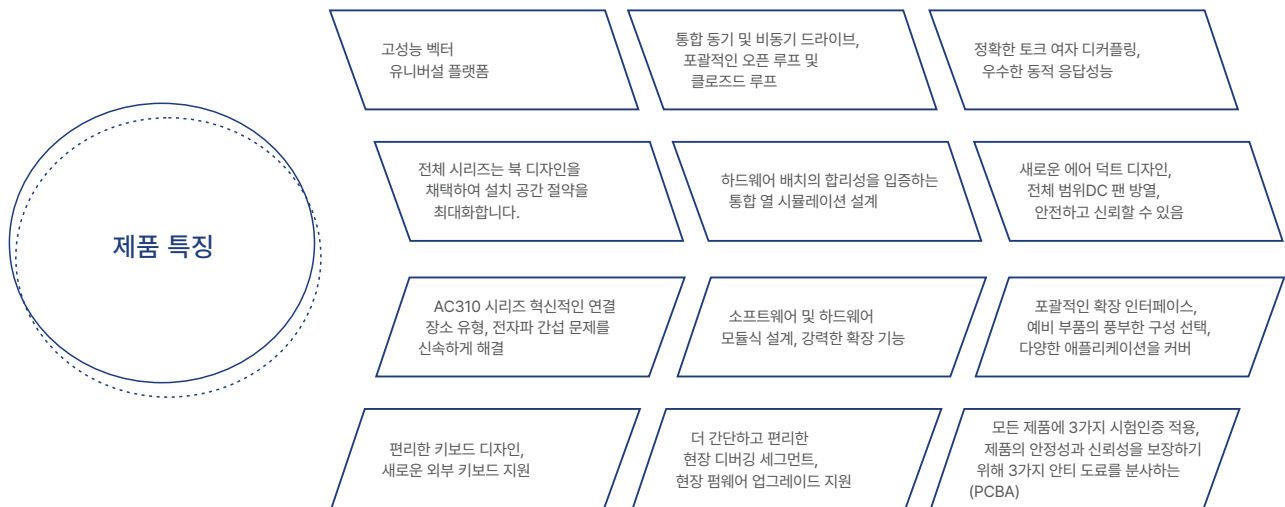 제품 특징
고성능 벡터
유니버설 플랫폼
통합 동기 및 비동기 드라이브,
포괄적인 오픈 루프 및
클로즈드 루프
정확한 토크 여자 디커플링,
우수한 동적 응답성능
전체 시리즈는 북 디자인을
채택하여 설치 공간 절약을
최대화합니다.
하드웨어 배치의 합리성을 입증하는
통합 열 시뮬레이션 설계
새로운 에어 덕트 디자인,
전체 범위DC 팬 방열,
안전하고 신뢰할 수 있음
AC310 시리즈 혁신적인 연결
장소 유형, 전자파 간섭 문제를
신속하게 해결
소프트웨어 및 하드웨어
모듈식 설계, 강력한 확장 기능
포괄적인 확장 인터페이스,
예비 부품의 풍부한 구성 선택,
다양한 애플리케이션을 커버
편리한 키보드 디자인,
새로운 외부 키보드 지원
더 간단하고 편리한
현장 디버깅 세그먼트,
현장 펌웨어 업그레이드 지원
모든 제품에 3가지 시험인증 적용,
제품의 안정성과 신뢰성을 보장하기
위해 3가지 안티 도료를 분사하는
(PCBA)